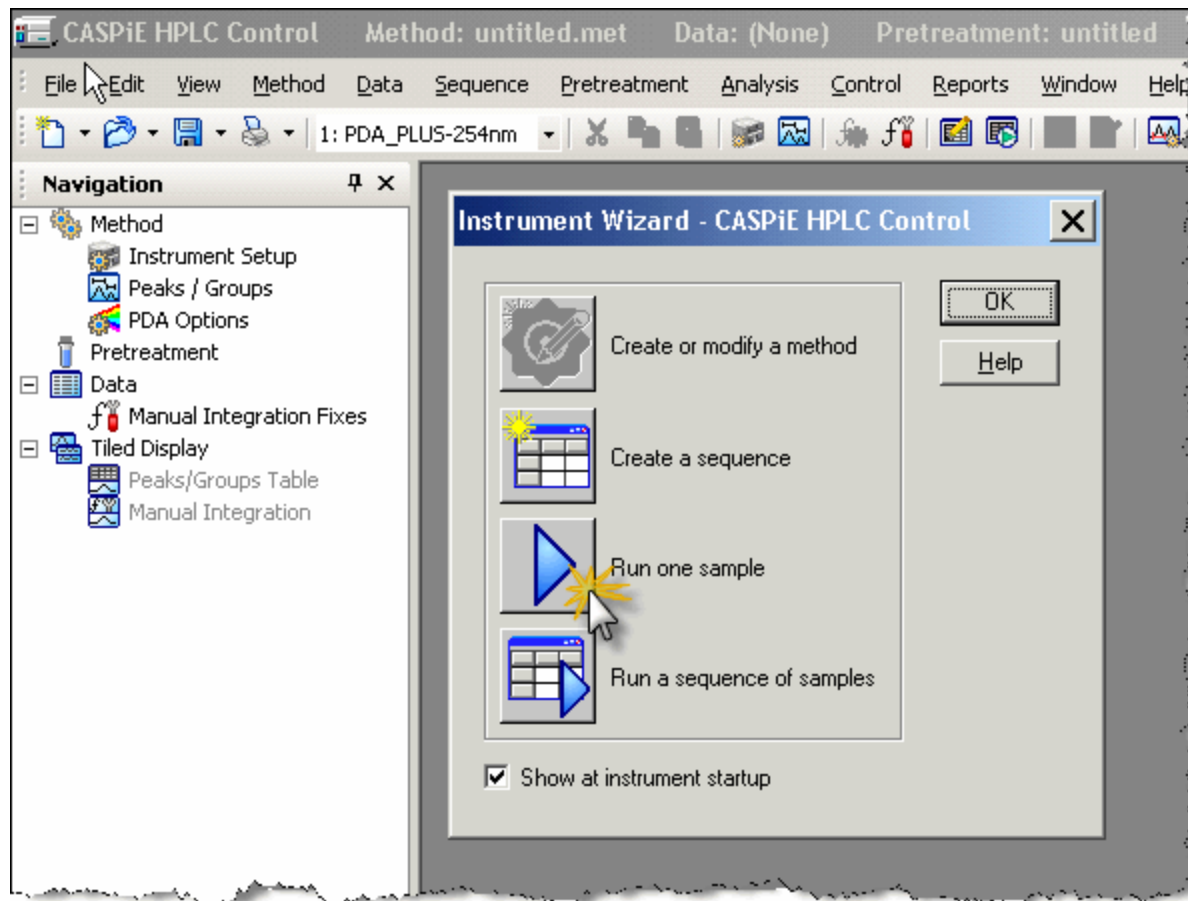 CASPiE HPLC Control Method: untitled.met Data: (None) Pretreatment: untitled
File Edit View Method Data Sequence Pretreatment Analysis Control Reports Window Help
1: PDA_PLUS-254nm
Navigation
Method
Instrument Setup
Peaks / Groups
PDA Options
Pretreatment
Data
Manual Integration Fixes
Tiled Display
Peaks/Groups Table
Manual Integration
Instrument Wizard - CASPiE HPLC Control
Create or modify a method
Create a sequence
Run one sample
Run a sequence of samples
OK
Help
Show at instrument startup